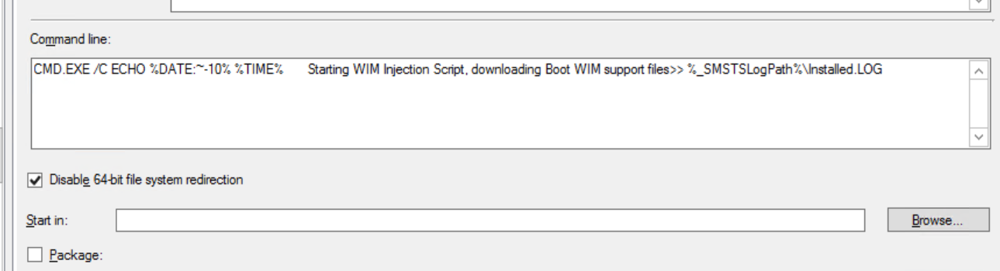 Command line:
CMD.EXE /C ECHO %DATE:~-10% %TIME%      Starting WIM Injection Script, downloading Boot WIM support files>> %_SMSTSLogPath%\Installed.LOG
Disable 64-bit file system redirection
Start in:
Browse...
Package: